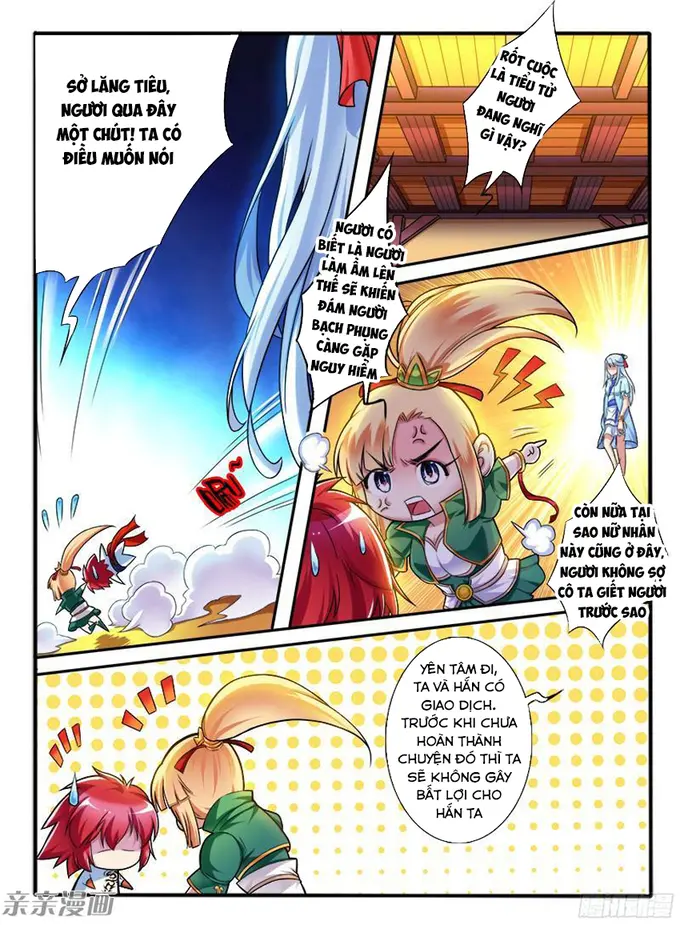 SỞ LĂNG TIÊU,
NGƯƠI QUA ĐÂY
MỘT CHÚT! TA CÓ
ĐIỀU MUỐN NÓI
RỐT CUỘC
LÀ TIỂU TỬ
NGƯƠI
ĐANG NGHĨ
GÌ VẬY?
NGƯƠI CÓ
BIẾT LÀ NGƯƠI
LÀM ẦM LÊN
THẾ SẼ KHIẾN
ĐÁM NGƯỜI
BẠCH PHỤNG
CÀNG GẶP
NGUY HIỂM
CÒN NỮA TẠI
SAO NỮ NHÂN
NÀY CŨNG Ở ĐÂY,
NGƯƠI KHÔNG SỢ
CÔ TA GIẾT NGƯƠI
TRƯỚC SAO
YÊN TÂM ĐI,
TA VÀ HẮN CÓ
GIAO DỊCH.
TRƯỚC KHI CHƯA
HOÀN THÀNH
CHUYỆN ĐÓ THÌ TA
SẼ KHÔNG GÂY
BẤT LỢI CHO
HẮN TA
亲亲漫画